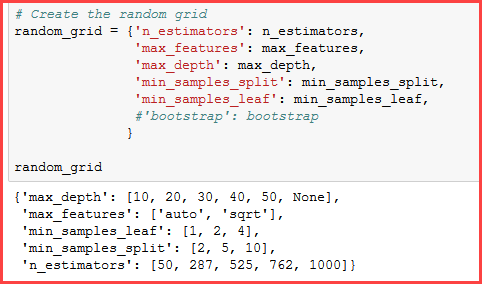 # Create the random grid
random_grid = {'n_estimators': n_estimators,
'max_features': max_features,
'max_depth': max_depth,
'min_samples_split': min_samples_split,
'min_samples_leaf': min_samples_leaf,
#'bootstrap': bootstrap
}
random_grid
{'max_depth': [10, 20, 30, 40, 50, None],
'max_features': ['auto', 'sqrt'],
'min_samples_leaf': [1, 2, 4],
'min_samples_split': [2, 5, 10],
'n_estimators': [50, 287, 525, 762, 1000]}